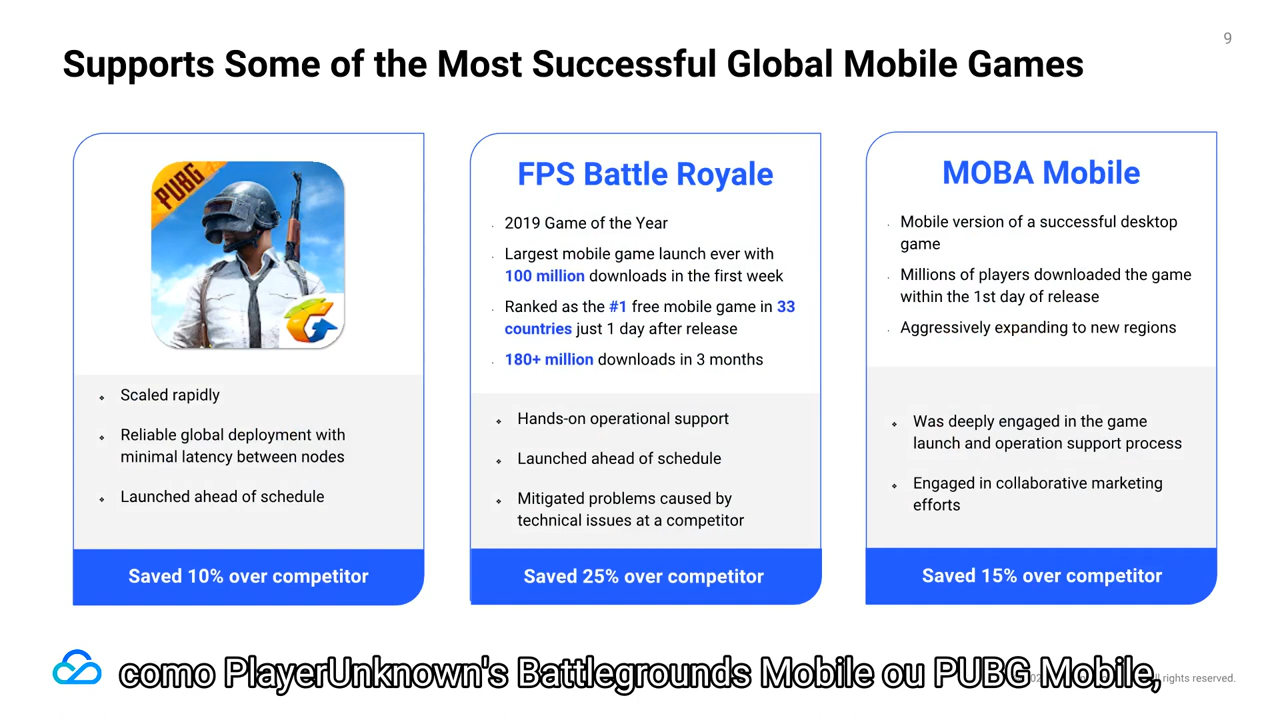 9
Supports Some of the Most Successful Global Mobile Games
PUBG
Scaled rapidly
Reliable global deployment with
minimal latency between nodes
Launched ahead of schedule
Saved 10% over competitor
FPS Battle Royale
2019 Game of the Year
Largest mobile game launch ever with
100 million downloads in the first week
Ranked as the #1 free mobile game in 33
countries just 1 day after release
180+ million downloads in 3 months
Hands-on operational support
Launched ahead of schedule
Mitigated problems caused by
technical issues at a competitor
Saved 25% over competitor
MOBA Mobile
Mobile version of a successful desktop
game
Millions of players downloaded the game
within the 1st day of release
Aggressively expanding to new regions
Was deeply engaged in the game
launch and operation support process
Engaged in collaborative marketing
efforts
Saved 15% over competitor
como PlayerUnknown's Battlegrounds Mobile ou PUBG Mobile,
rights reserved.